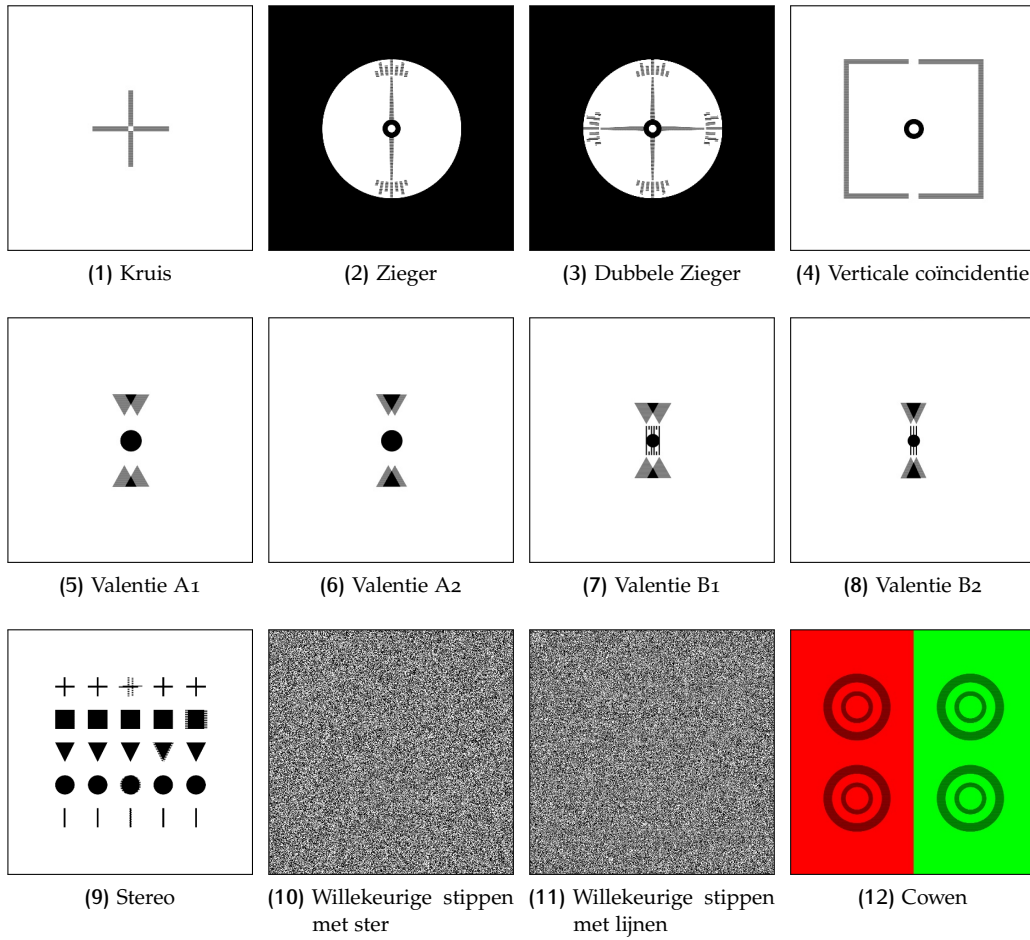 (1) Kruis
(2) Zieger
(3) Dubbele Zieger
(4) Verticale coïncidentie
(5) Valentie A1
(6) Valentie A2
(7) Valentie B1
(8) Valentie B2
(9) Stereo
(10) Willekeurige stippen
met ster
(11) Willekeurige stippen
met lijnen
(12) Cowen